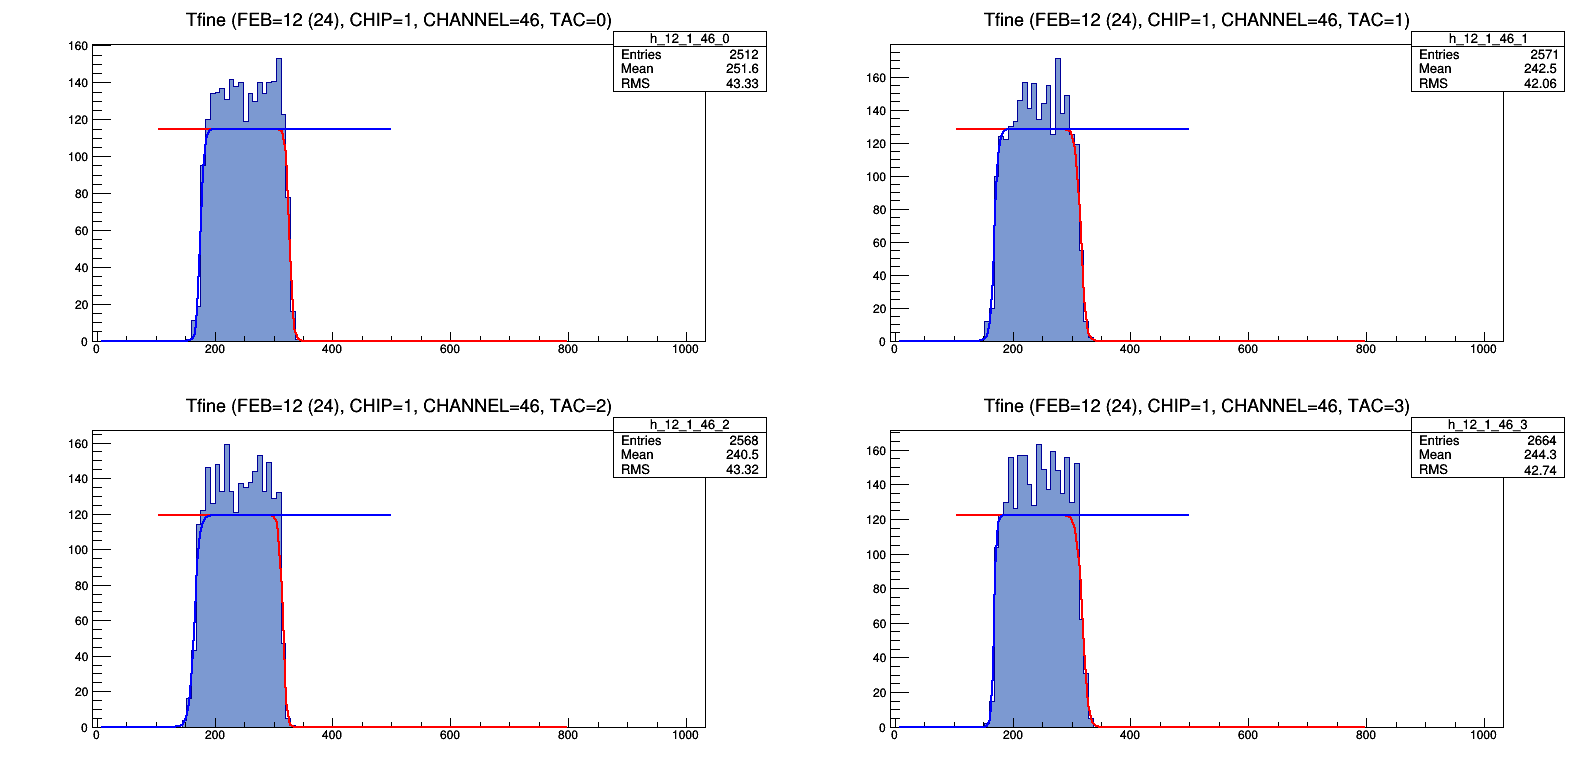 Tfine (FEB=12 (24), CHIP=1, CHANNEL=46, TAC=0)
h_12_1_46_0
Entries 2512
Mean 251.6
RMS 43.33
160
140
120
100
80
60
40
20
0
0 200 400 600 800 1000
Tfine (FEB=12 (24), CHIP=1, CHANNEL=46, TAC=1)
h_12_1_46_1
Entries 2571
Mean 242.5
RMS 42.06
160
140
120
100
80
60
40
20
0
0 200 400 600 800 1000
Tfine (FEB=12 (24), CHIP=1, CHANNEL=46, TAC=2)
h_12_1_46_2
Entries 2568
Mean 240.5
RMS 43.32
160
140
120
100
80
60
40
20
0
0 200 400 600 800 1000
Tfine (FEB=12 (24), CHIP=1, CHANNEL=46, TAC=3)
h_12_1_46_3
Entries 2664
Mean 244.3
RMS 42.74
160
140
120
100
80
60
40
20
0
0 200 400 600 800 1000